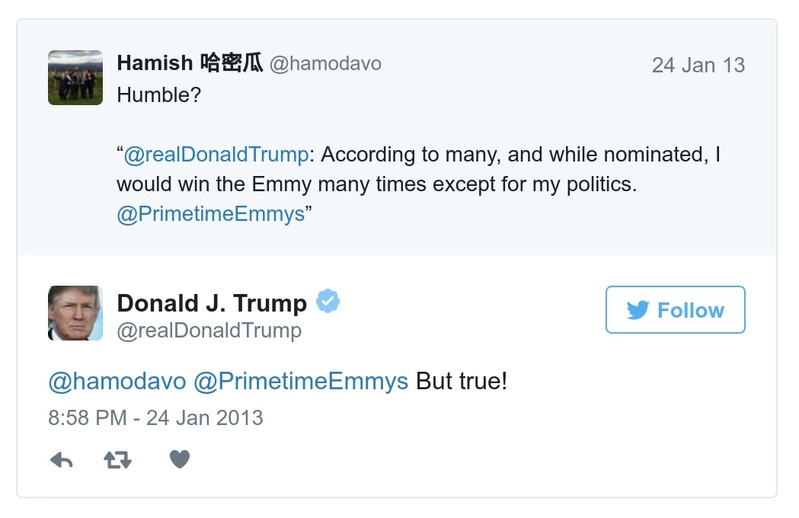 Hamish 哈密瓜 @hamodavo 24 Jan 13
Humble?
“@realDonaldTrump: According to many, and while nominated, I
would win the Emmy many times except for my politics.
@PrimetimeEmmys”
Donald J. Trump
@realDonaldTrump
Follow
@hamodavo @PrimetimeEmmys But true!
8:58 PM - 24 Jan 2013